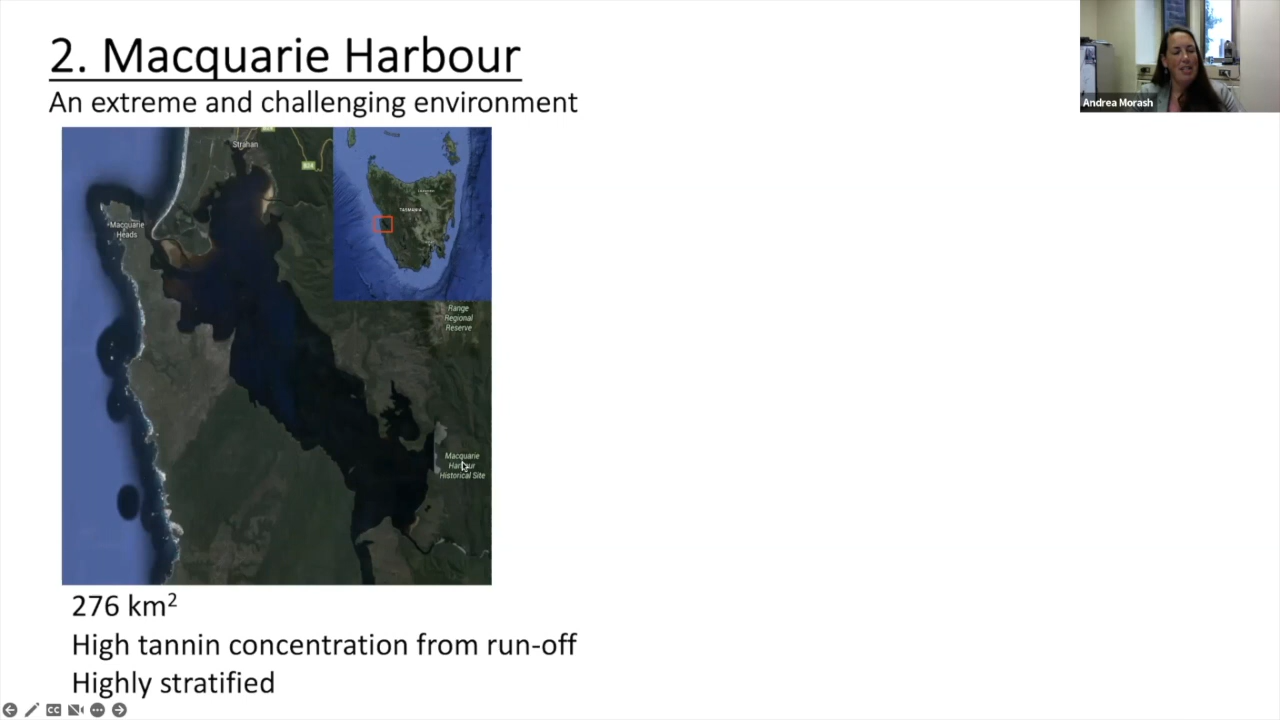 2. Macquarie Harbour
An extreme and challenging environment
Andrea Morash
Strahan
Macquarie
Heads
TASMANIA
Range
Regional
Reserve
Macquarie
Harbour
Historical Site
276 km²
High tannin concentration from run-off
Highly stratified
CC